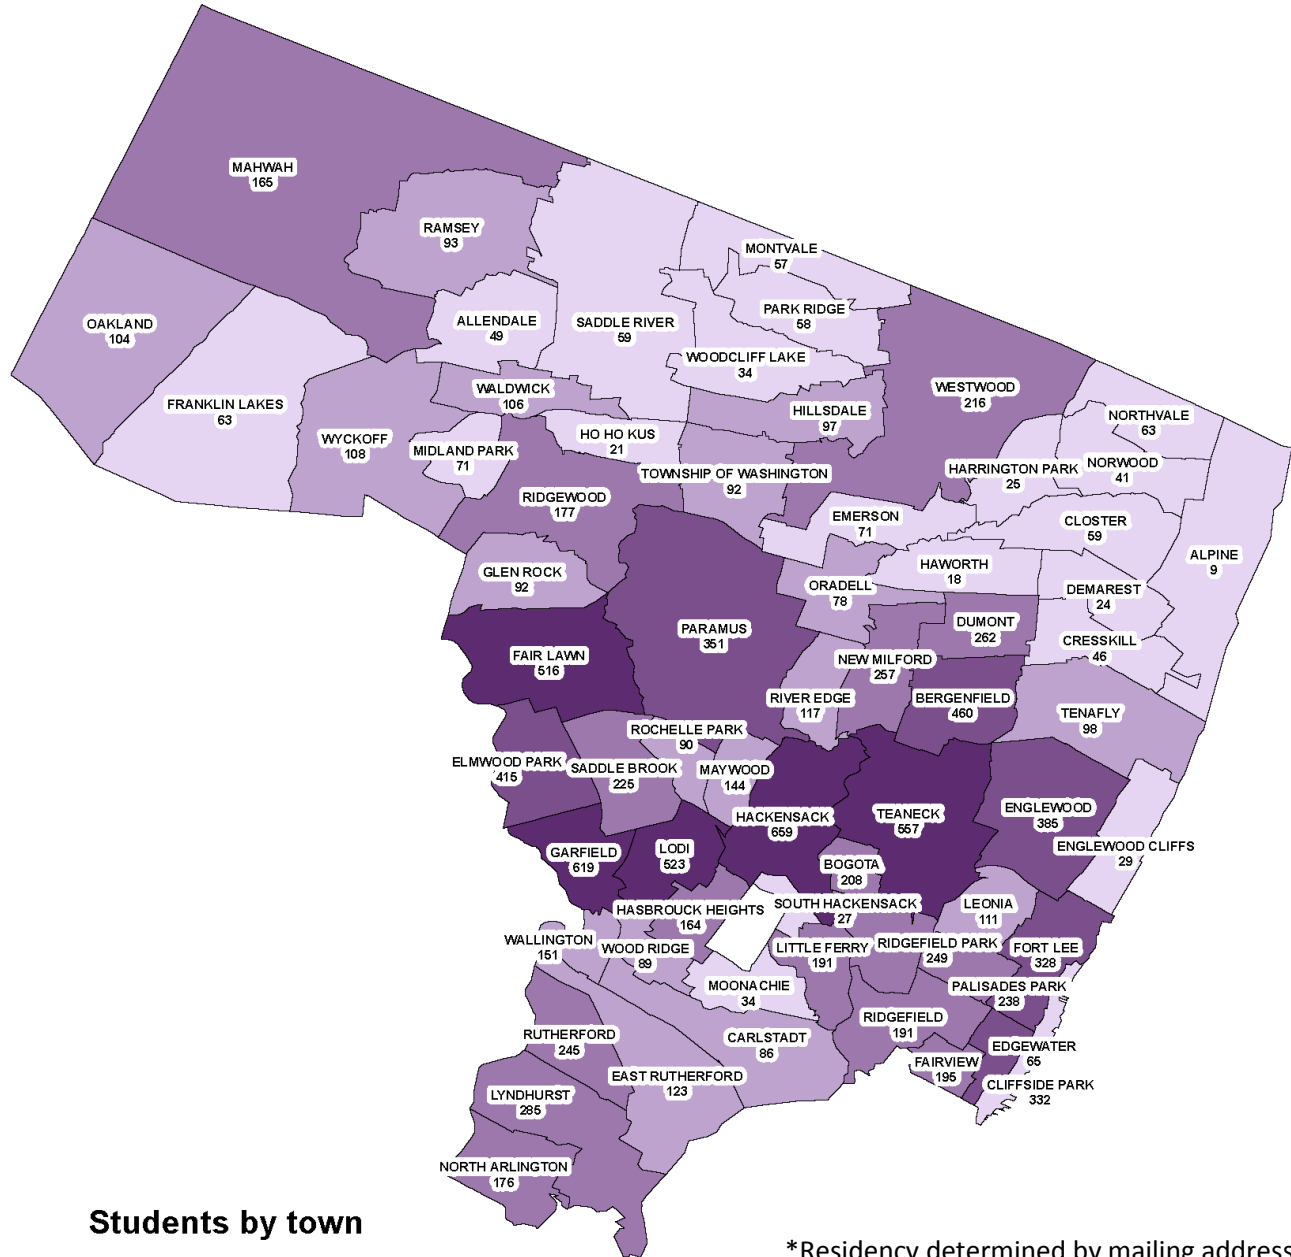 MAHWAH
165
RAMSEY
93
MONTVALE
57
OAKLAND
104
ALLENDALE
49
SADDLE RIVER
59
PARK RIDGE
58
WOODCLIFF LAKE
34
FRANKLIN LAKES
63
WALDWICK
106
WESTWOOD
216
HILLSDALE
97
NORTHVALE
63
WYCKOFF
108
MIDLAND PARK
71
HO HO KUS
21
TOWNSHIP OF WASHINGTON
92
HARRINGTON PARK
25
NORWOOD
41
RIDGEWOOD
177
EMERSON
71
CLOSTER
59
ALPINE
9
GLEN ROCK
92
ORADELL
78
HAWORTH
18
DEMAREST
24
PARAMUS
351
DUMONT
262
CRESSKILL
46
FAIR LAWN
516
NEW MILFORD
257
RIVER EDGE
117
BERGENFIELD
460
TENAFLY
98
ROCHELLE PARK
90
ELMWOOD PARK
415
SADDLE BROOK
225
MAYWOOD
144
HACKENSACK
659
TEANECK
557
ENGLEWOOD
385
ENGLEWOOD CLIFFS
29
GARFIELD
619
LODI
523
BOGOTA
208
HASBROUCK HEIGHTS
164
SOUTH HACKENSACK
27
LEONIA
111
WALLINGTON
151
WOOD RIDGE
89
LITTLE FERRY
191
RIDGEFIELD PARK
249
FORT LEE
328
MOONACHIE
34
PALISADES PARK
238
RIDGEFIELD
191
RUTHERFORD
245
CARLSTADT
86
EDGEWATER
65
FAIRVIEW
195
EAST RUTHERFORD
123
CLIFFSIDE PARK
332
LYNDHURST
285
NORTH ARLINGTON
176
Students by town
*Residency determined by mailing address